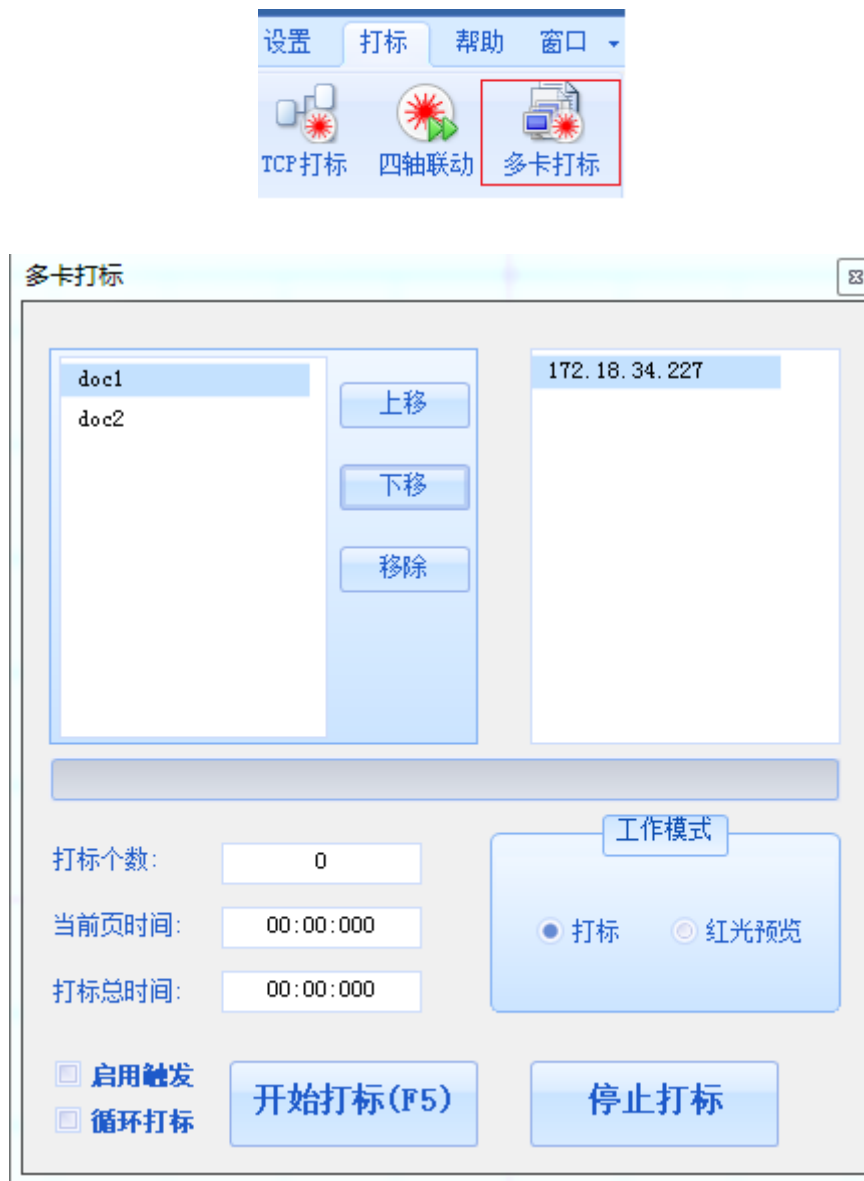 设置 打标 帮助 窗口
TCP打标 四轴联动 多卡打标
多卡打标
doc1
doc2
上移
下移
移除
172.18.34.227
打标个数: 0
当前页时间: 00:00:000
打标总时间: 00:00:000
工作模式
打标 红光预览
启用触发
循环打标
开始打标(F5)
停止打标